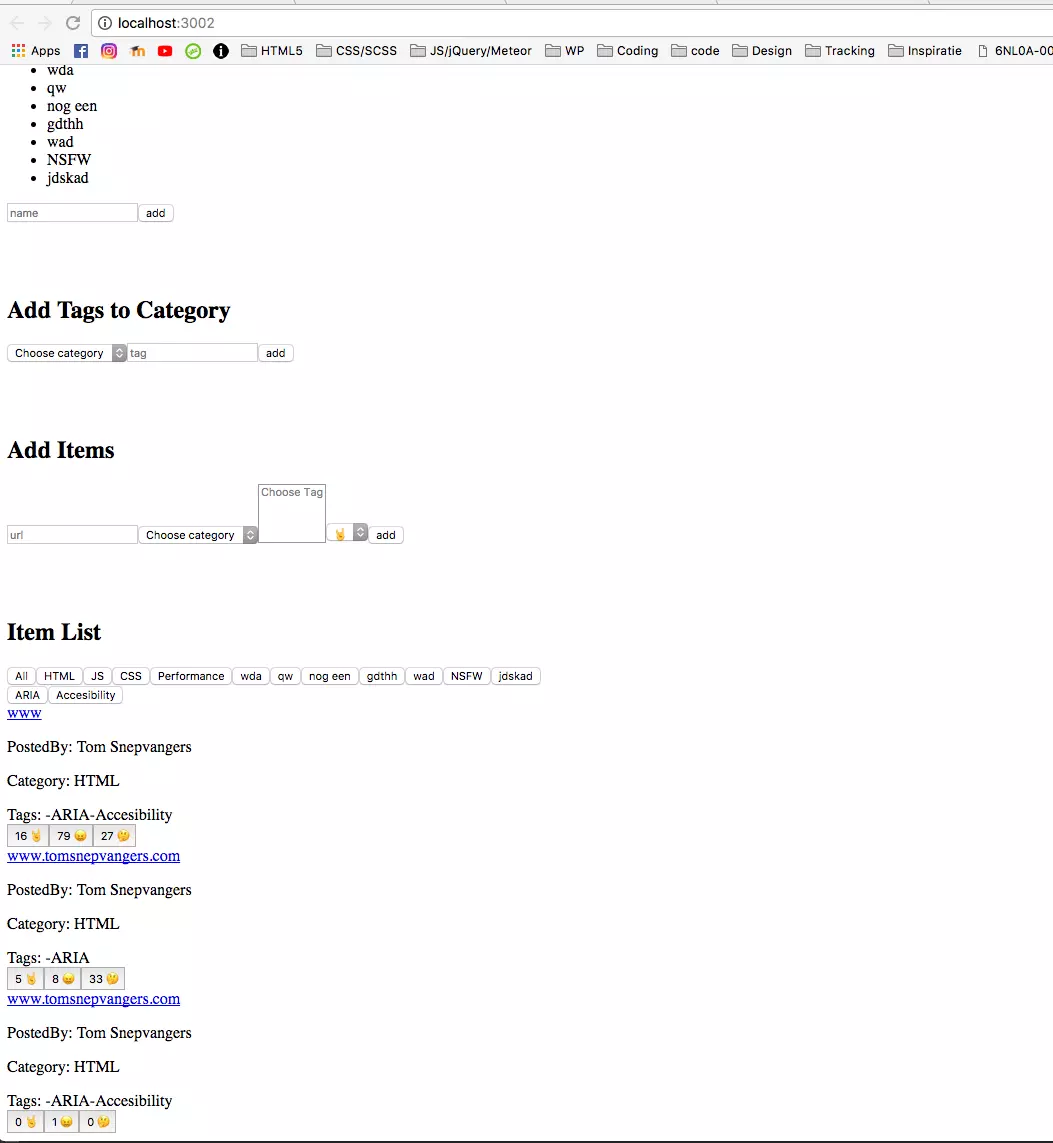 localhost:3002
Apps HTML5 CSS/SCSS JS/jQuery/Meteor WP Coding code Design Tracking Inspiratie 6NL0A-00
wda
qw
nog een
gdthh
wad
NSFW
jdskad
name add
Add Tags to Category
Choose category tag add
Add Items
Choose Tag
url Choose category 🤘 add
Item List
All HTML JS CSS Performance wda qw nog een gdthh wad NSFW jdskad
ARIA Accesibility
www
PostedBy: Tom Snepvangers
Category: HTML
Tags: -ARIA-Accesibility
16 🤘 79 😝 27 🤔
www.tomsnepvangers.com
PostedBy: Tom Snepvangers
Category: HTML
Tags: -ARIA
5 🤘 8 😝 33 🤔
www.tomsnepvangers.com
PostedBy: Tom Snepvangers
Category: HTML
Tags: -ARIA-Accesibility
0 🤘 1 😝 0 🤔